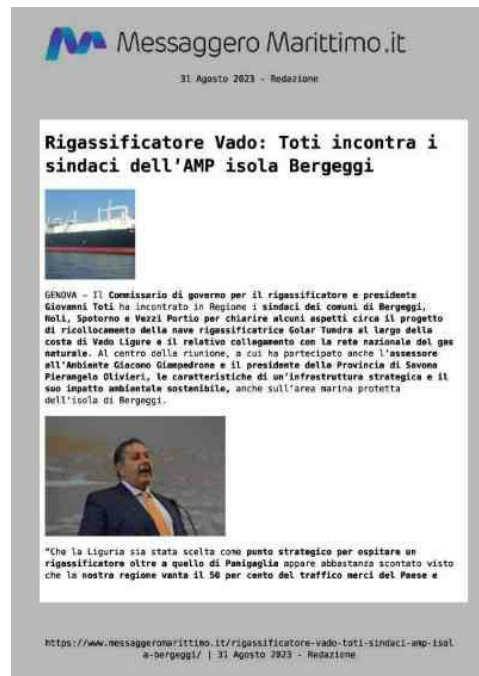 Messaggero Marittimo.it
31 Agosto 2023 - Redazione
Rigassificatore Vado: Toti incontra i
sindaci dell'AMP isola Bergeggi
GENOVA – Il Commissario di governo per il rigassificatore e presidente
Giovanni Toti ha incontrato in Regione i sindaci dei comuni di Bergeggi,
Noli, Spotorno e Vezzi Portio per chiarire alcuni aspetti circa il progetto
di ricollocamento della nave rigassificatrice Golar Tundra al largo della
costa di Vado Ligure e il relativo collegamento con la rete nazionale del gas
naturale. Al centro della riunione, a cui ha partecipato anche l'assessore
all'Ambiente Giacomo Giampedrone e il presidente della Provincia di Savona
Pierangelo Olivieri, le caratteristiche di un'infrastruttura strategica e il
suo impatto ambientale sostenibile, anche sull'area marina protetta
dell'isola di Bergeggi.
"Che la Liguria sia stata scelta come punto strategico per ospitare un
rigassificatore oltre a quello di Panigaglia appare abbastanza scontato visto
che la nostra regione vanta il 50 per cento del traffico merci del Paese e
https://www.messaggeromarittimo.it/rigassificatore-vado-toti-sindaci-amp-isol
a-bergeggi/ | 31 Agosto 2023 - Redazione